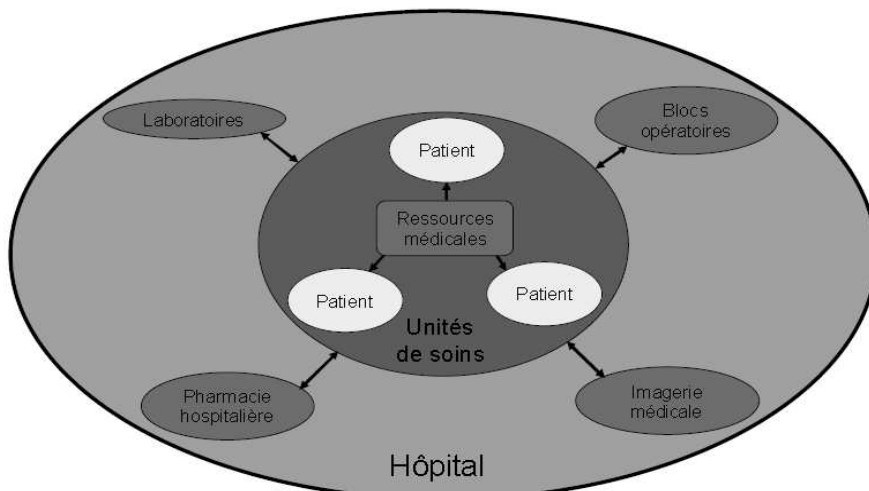 Laboratoires
Blocs
opératoires
Patient
Ressources
médicales
Patient
Patient
Unités
de soins
Pharmacie
hospitalière
Imagerie
médicale
Hôpital